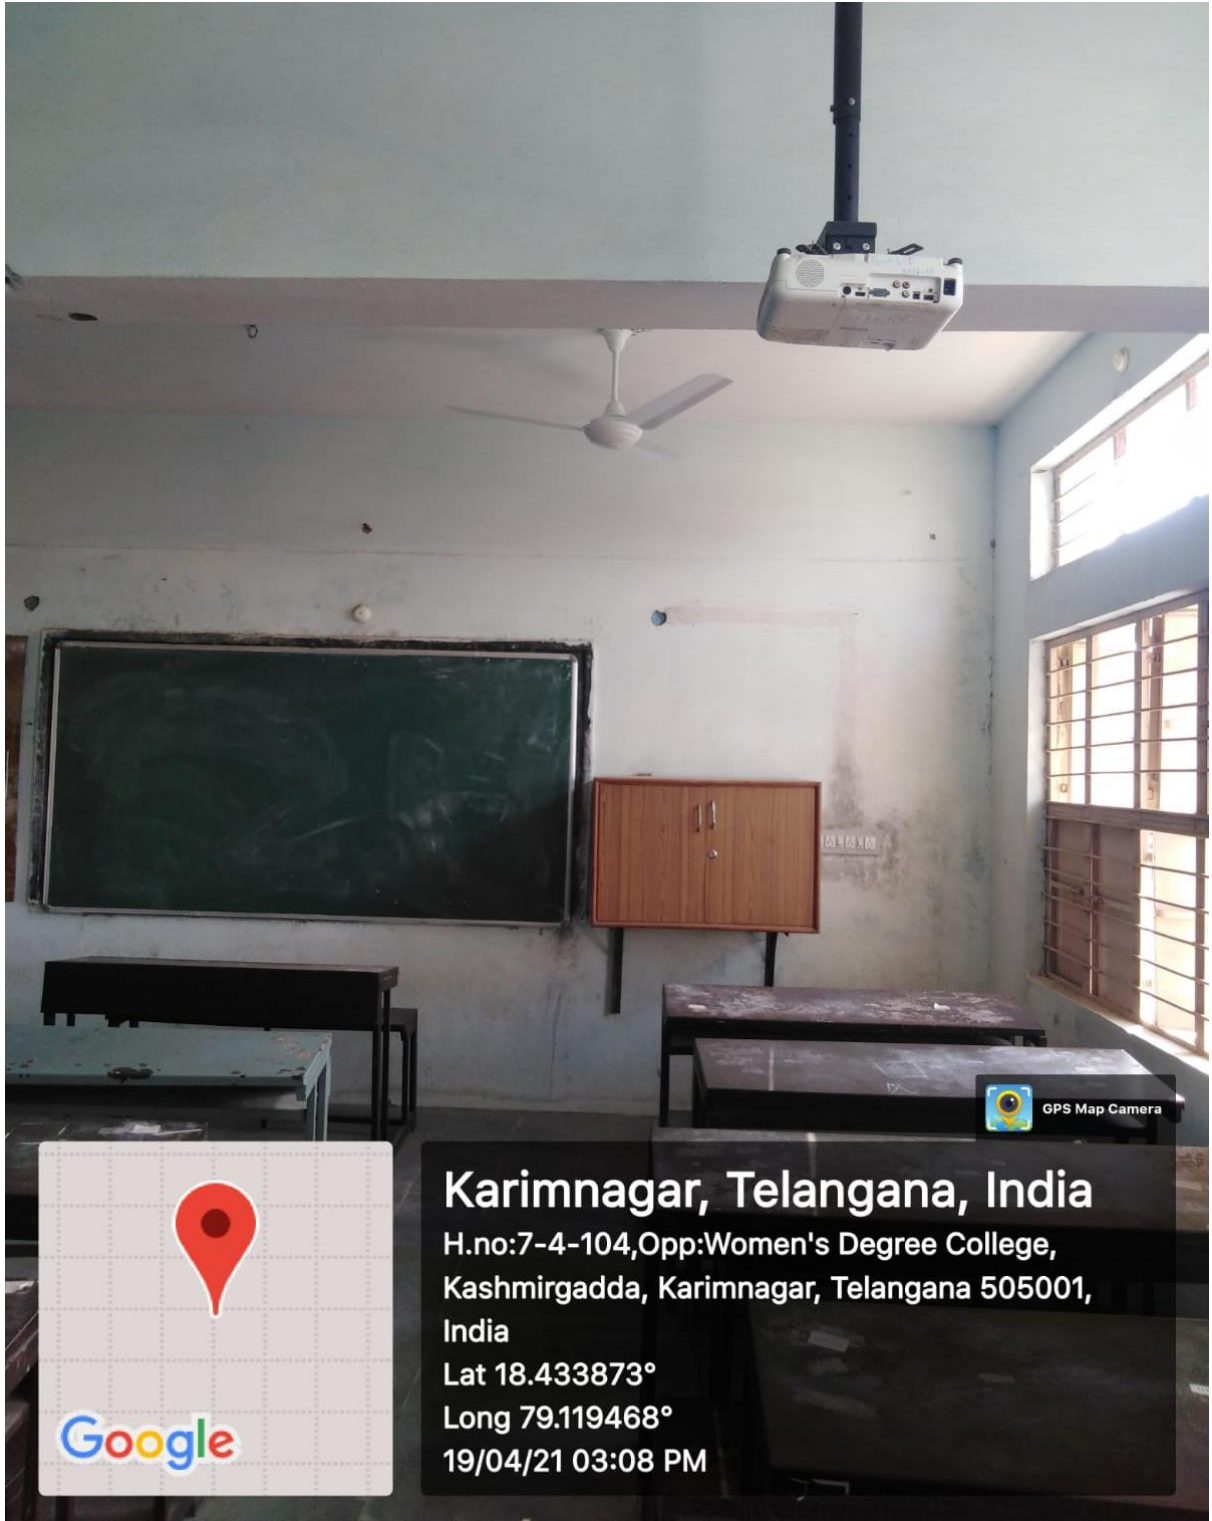 GPS Map Camera
Karimnagar, Telangana, India
H.no:7-4-104,Opp:Women's Degree College,
Kashmirgadda, Karimnagar, Telangana 505001,
India
Lat 18.433873°
Long 79.119468°
19/04/21 03:08 PM
Google